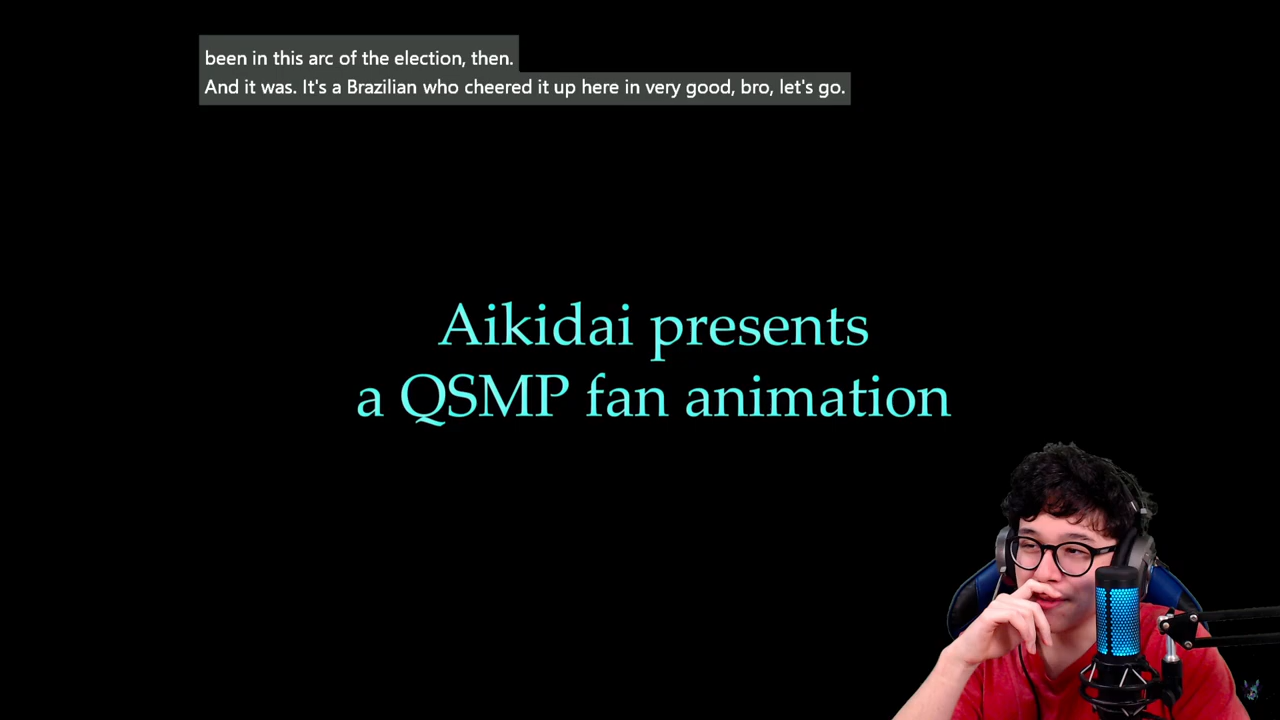 been in this arc of the election, then.
And it was. It's a Brazilian who cheered it up here in very good, bro, let's go.
Aikidai presents
a QSMP fan animation